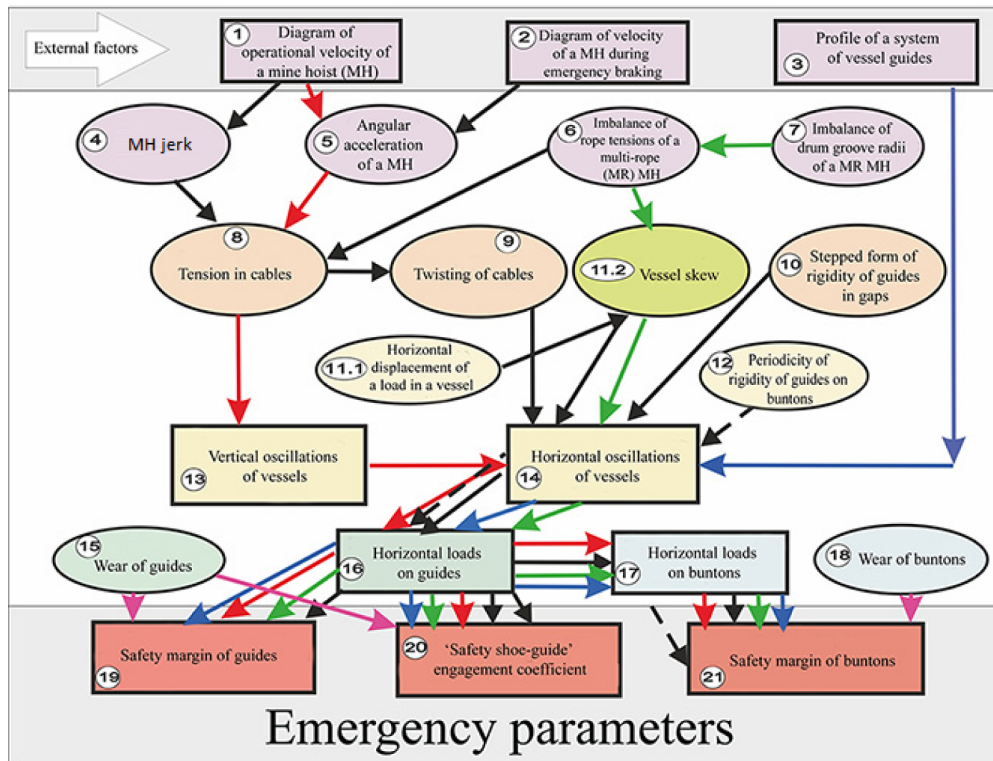 External factors
1
Diagram of
operational velocity of
a mine hoist (MH)
2
Diagram of velocity
of a MH during
emergency braking
Profile of a system
of vessel guides
3
4
MH jerk
5
Angular
acceleration
of a MH
6
Imbalance of
rope tensions of a
multi-rope
(MR) MH
7
Imbalance of
drum groove radii
of a MR MH
8
Tension in cables
9
Twisting of cables
11.2
Vessel skew
10
Stepped form of
rigidity of guides
in gaps
11.1
Horizontal
displacement of
a load in a vessel
12
Periodicity of
rigidity of guides on
buntons
Vertical oscillations
of vessels
13
Horizontal oscillations
of vessels
14
15
Wear of guides
Horizontal loads
on guides
16
Horizontal loads
on buntons
17
18
Wear of buntons
Safety margin of guides
19
20
‘Safety shoe-guide’
engagement coefficient
Safety margin of buntons
21
Emergency parameters